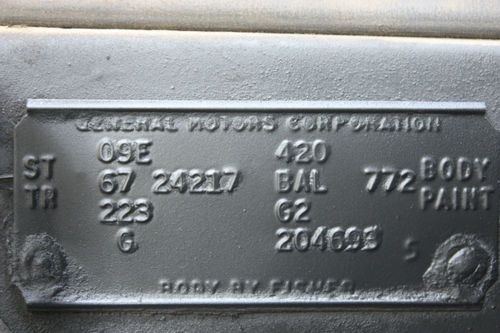 GENERAL MOTORS CORPORATION
09E 420
ST 67 24217 BAL 772 BODY
TR 223 G2 PAINT
G 204693 S
BODY BY FISHER